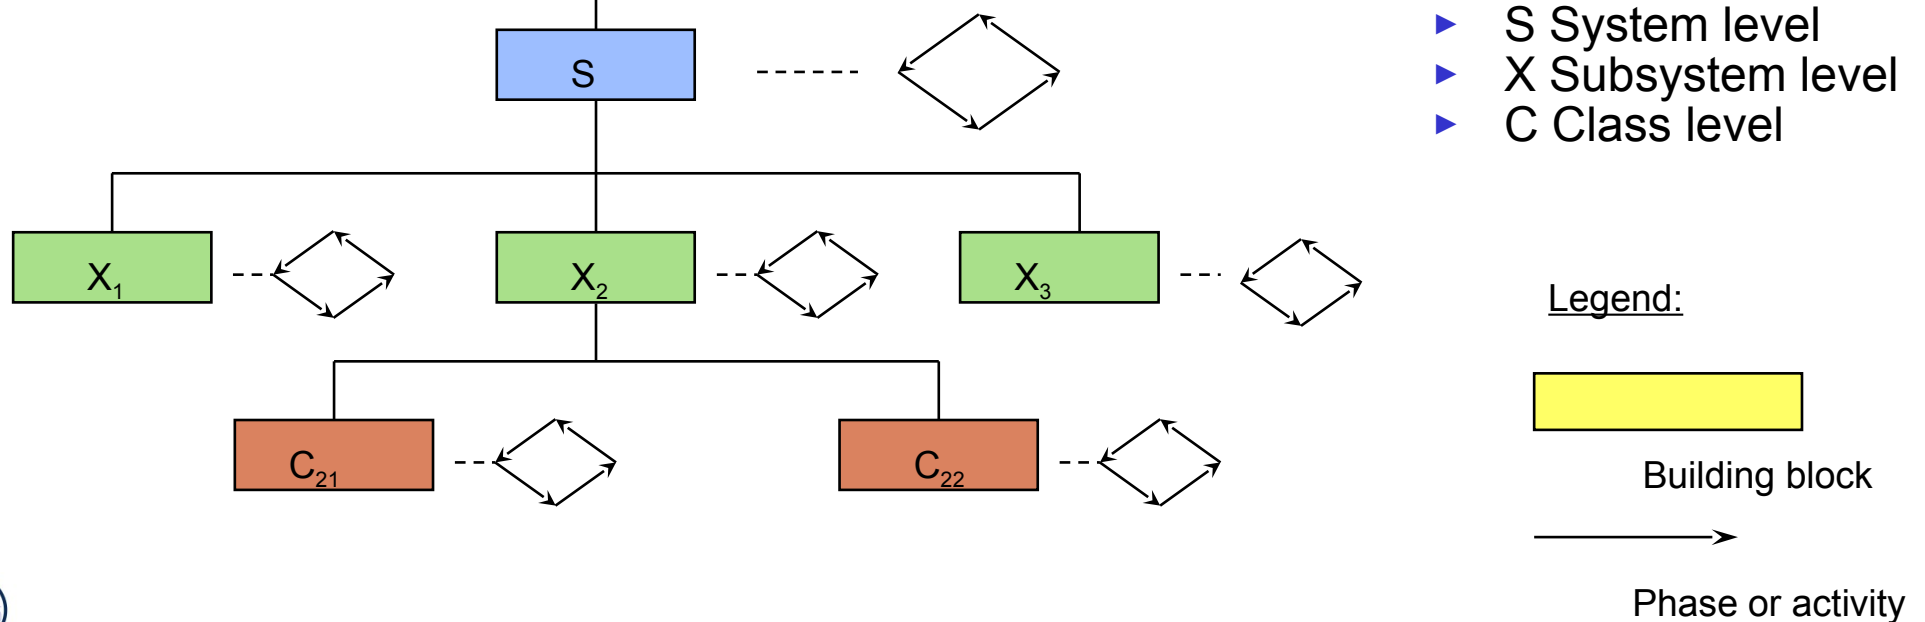 S
► S System level
► X Subsystem level
► C Class level
X₁
X₂
X₃
Legend:
C₂₁
C₂₂
Building block
Phase or activity